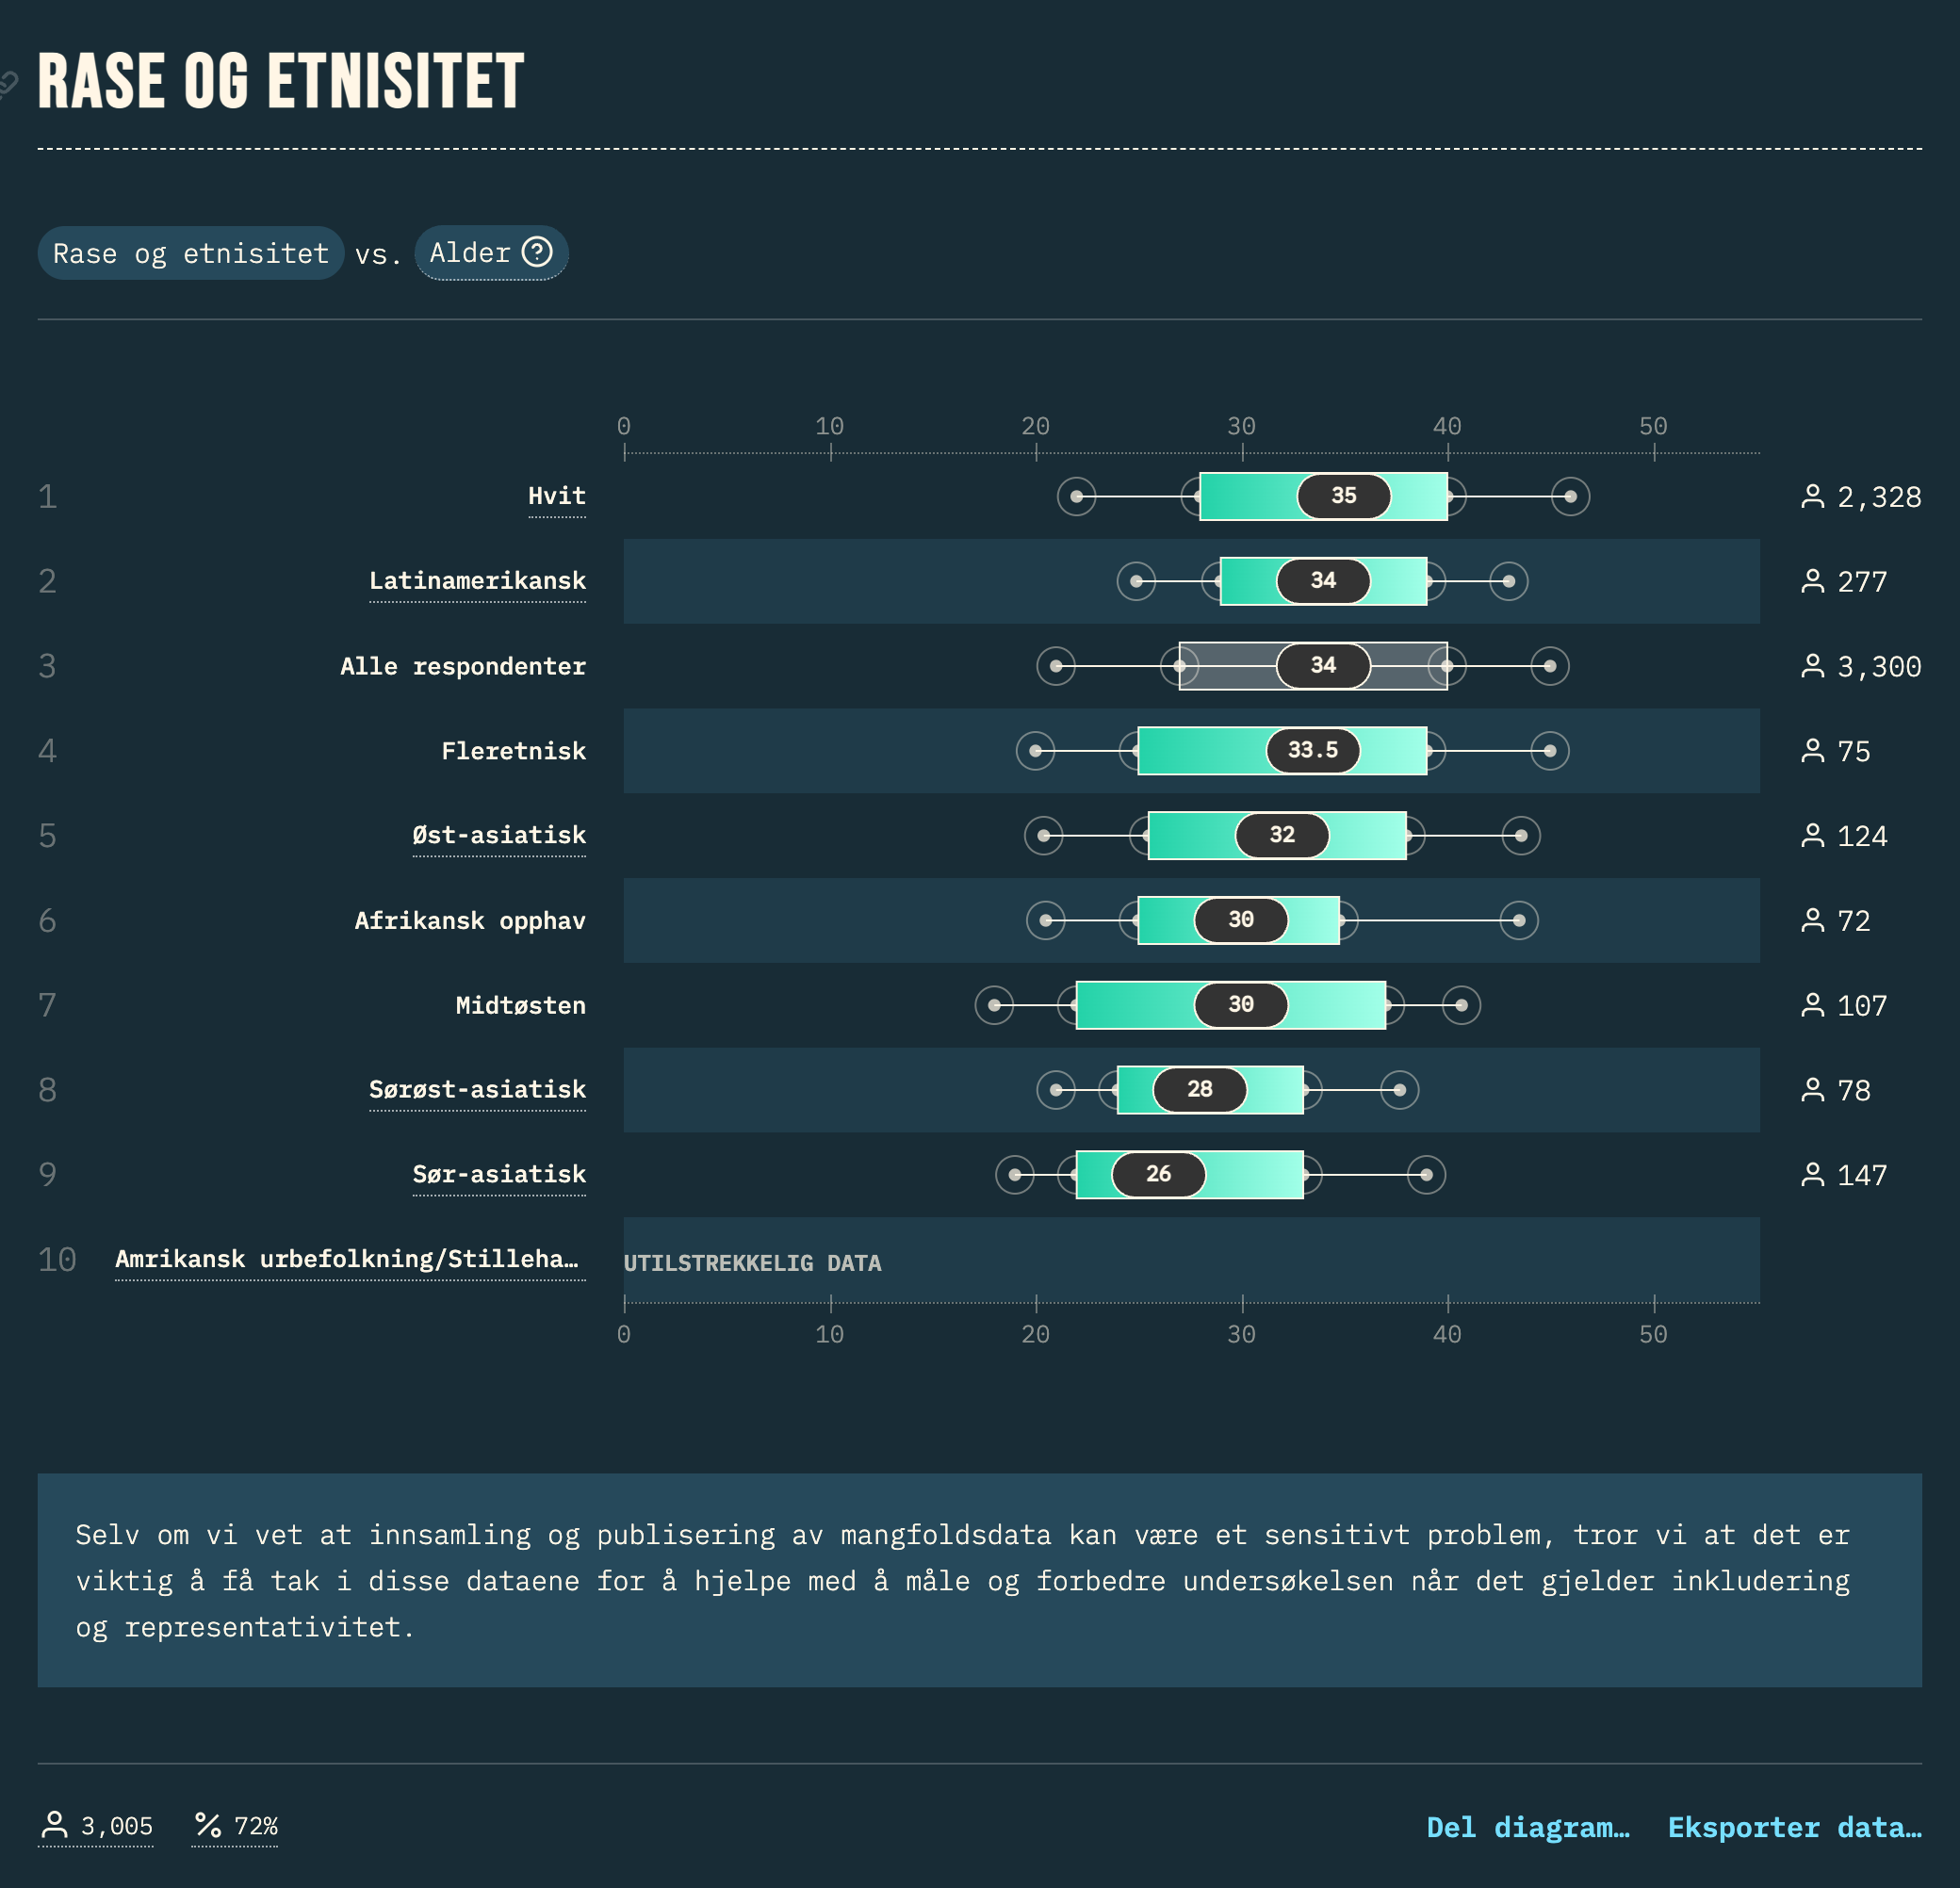 RASE OG ETNISITET
Rase og etnisitet vs. Alder ?
0 10 20 30 40 50
1 Hvit 35 2,328
2 Latinamerikansk 34 277
3 Alle respondenter 34 3,300
4 Fleretnisk 33.5 75
5 Øst-asiatisk 32 124
6 Afrikansk opphav 30 72
7 Midtøsten 30 107
8 Sørøst-asiatisk 28 78
9 Sør-asiatisk 26 147
10 Amrikansk urbefolkning/Stilleha… UTILSTREKKELIG DATA
0 10 20 30 40 50
Selv om vi vet at innsamling og publisering av mangfoldsdata kan være et sensitivt problem, tror vi at det er
viktig å få tak i disse dataene for å hjelpe med å måle og forbedre undersøkelsen når det gjelder inkludering
og representativitet.
3,005 % 72% Del diagram… Eksporter data…